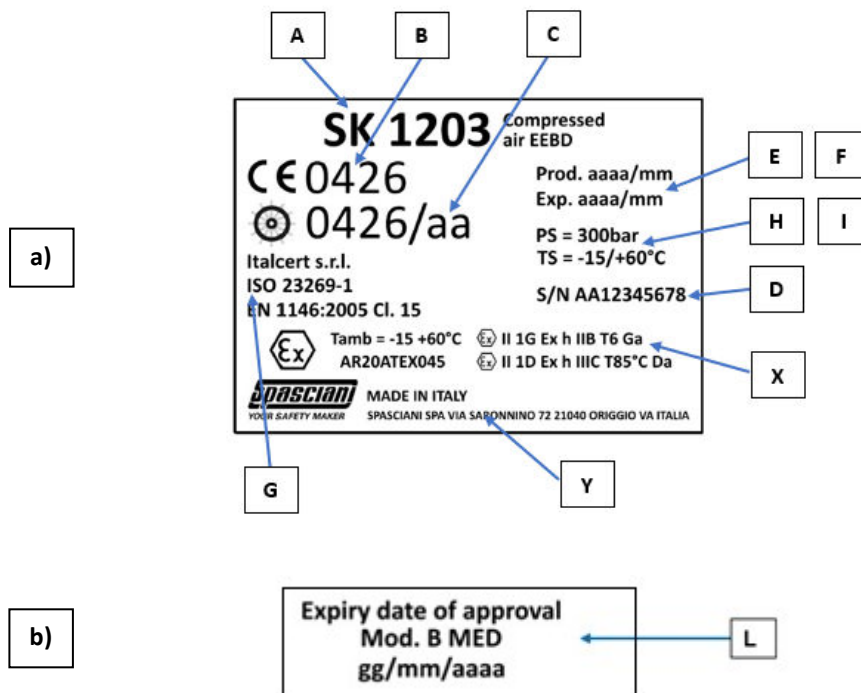 A
B
C
SK 1203 Compressed
air EEBD
CE 0426
Prod. aaaa/mm
Exp. aaaa/mm
E
F
0426/aa
PS = 300bar
TS = -15/+60°C
H
I
a)
Italcert s.r.l.
ISO 23269-1
S/N AA12345678
D
EN 1146:2005 Cl. 15
Ex Tamb = -15 +60°C Ex II 1G Ex h IIB T6 Ga
AR20ATEX045 Ex II 1D Ex h IIIC T85°C Da
X
spasciani MADE IN ITALY
YOUR SAFETY MAKER SPASCIANI SPA VIA SARONNINO 72 21040 ORIGGIO VA ITALIA
G
Y
b)
Expiry date of approval
Mod. B MED
gg/mm/aaaa
L